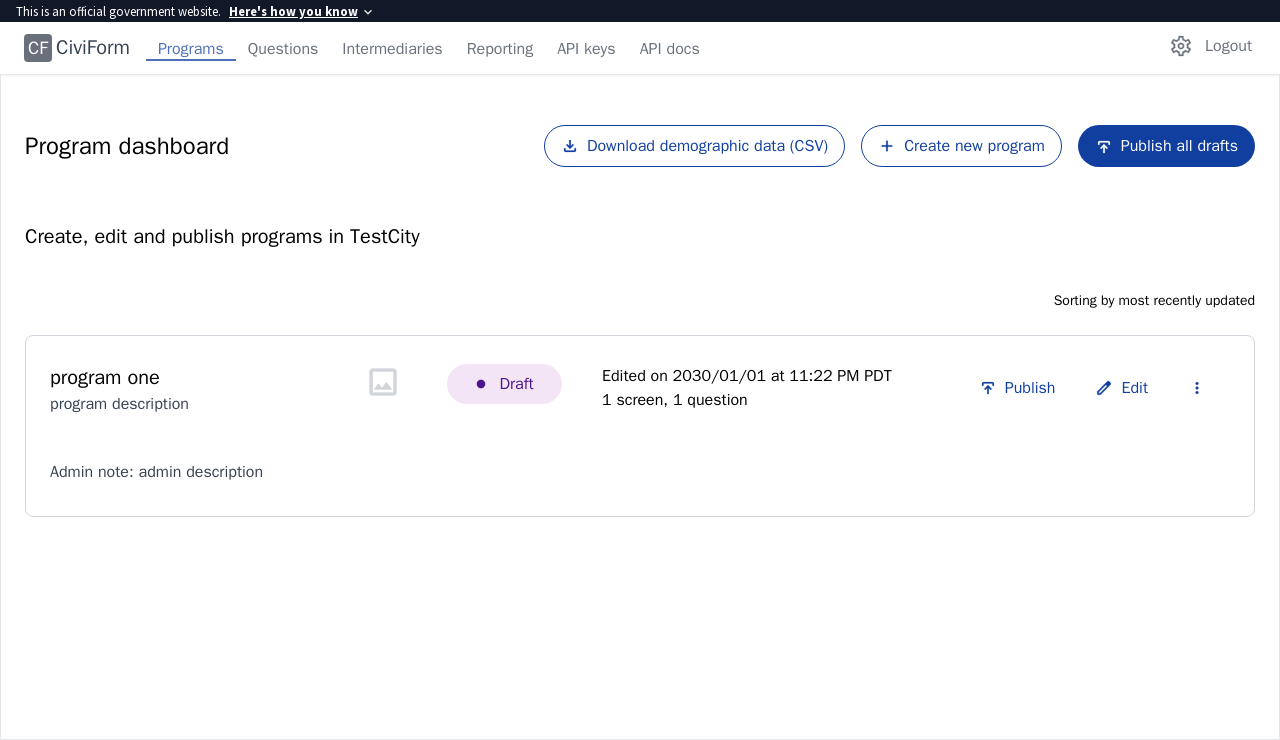 This is an official government website. Here's how you know
CF CiviForm Programs Questions Intermediaries Reporting API keys API docs Logout
Program dashboard Download demographic data (CSV) Create new program Publish all drafts
Create, edit and publish programs in TestCity
Sorting by most recently updated
program one
program description
Draft
Edited on 2030/01/01 at 11:22 PM PDT
1 screen, 1 question
Publish Edit
Admin note: admin description